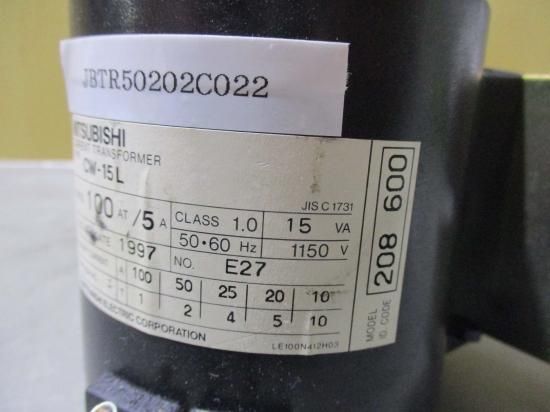 JBTR50202C022
MITSUBISHI
CURRENT TRANSFORMER
CW-15L
JIS C 1731
100 AT /5 A CLASS 1.0 15 VA
50•60 Hz 1150 V
DATE 1997 NO. E27
A 100 50 25 20 10
T 1 2 4 5 10
ELECTRIC CORPORATION
LE100N412H03
MODEL ID. CODE 208 600